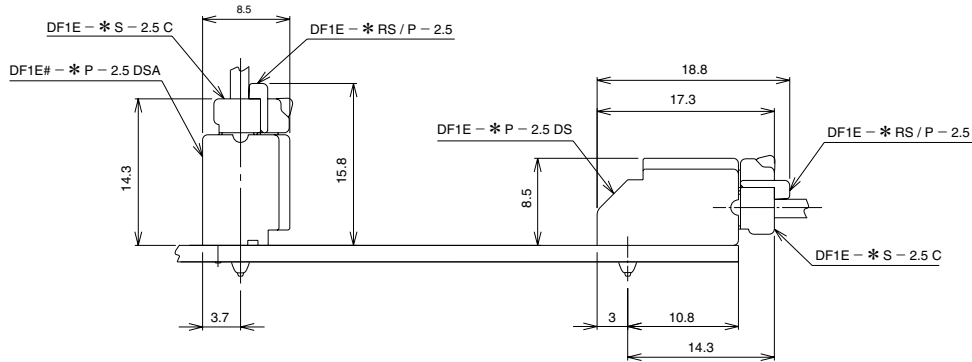 8.5
DF1E – * S – 2.5 C
DF1E – * RS / P – 2.5
DF1E# – * P – 2.5 DSA
14.3
15.8
3.7
18.8
17.3
DF1E – * P – 2.5 DS
DF1E – * RS / P – 2.5
8.5
DF1E – * S – 2.5 C
3
10.8
14.3